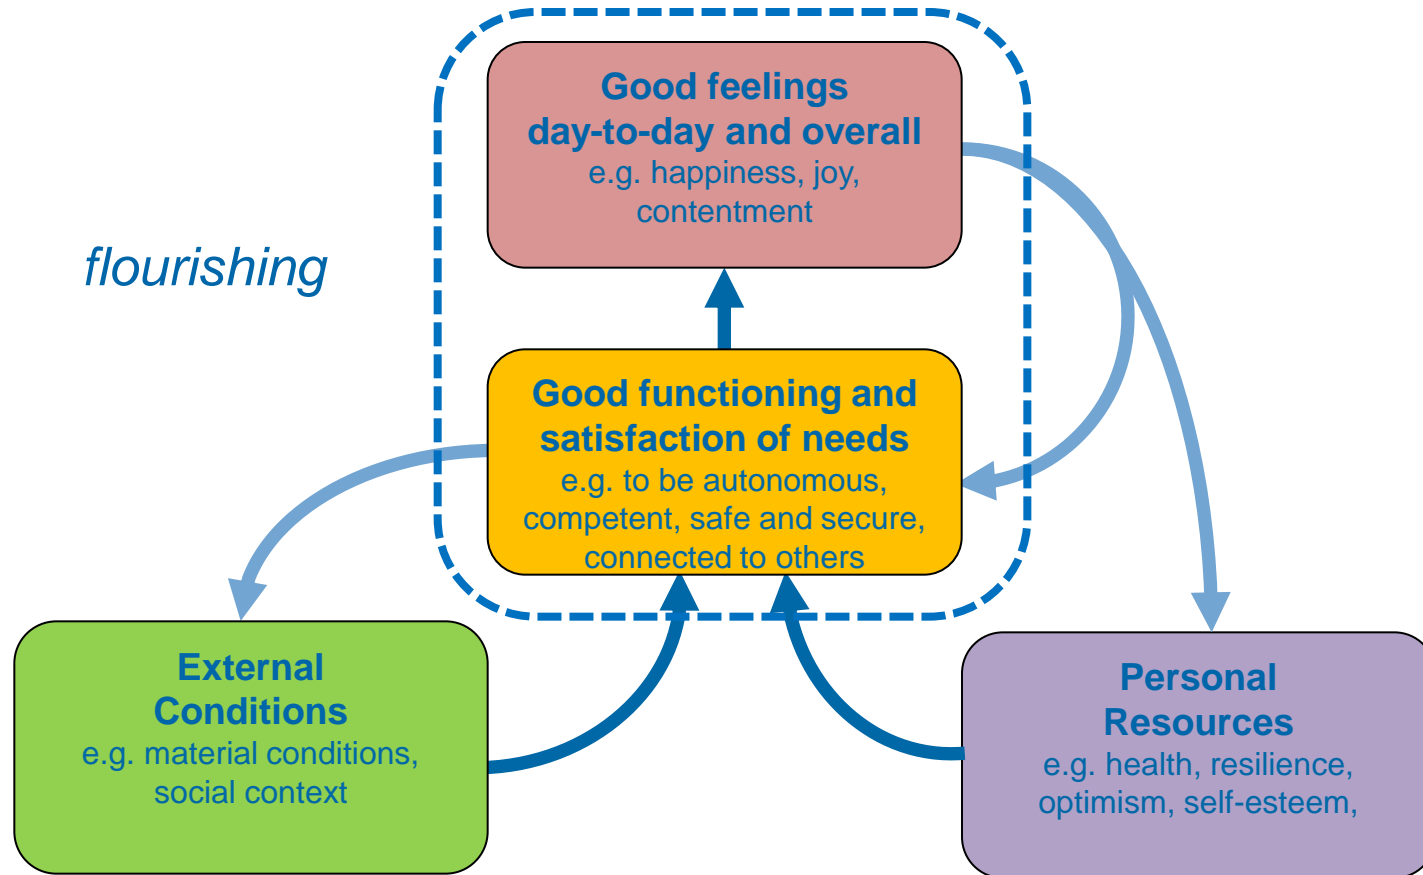 Good feelings
day-to-day and overall
e.g. happiness, joy,
contentment
flourishing
Good functioning and
satisfaction of needs
e.g. to be autonomous,
competent, safe and secure,
connected to others
External
Conditions
e.g. material conditions,
social context
Personal
Resources
e.g. health, resilience,
optimism, self-esteem,